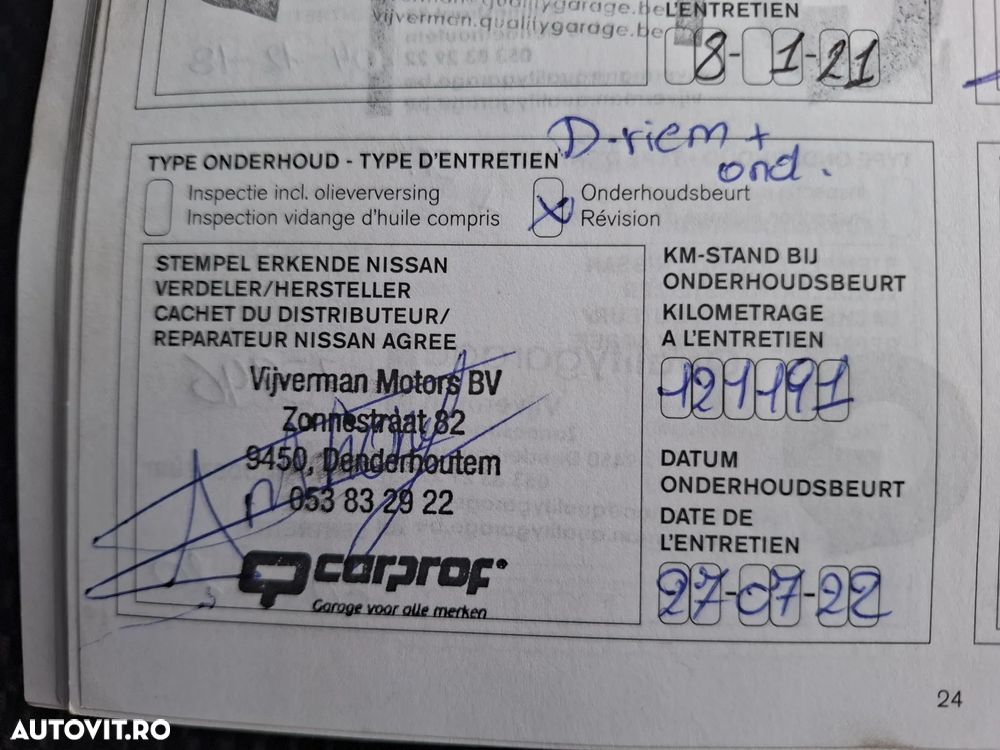 vijverman.qualitygarage.be
L'ENTRETIEN
8-1-21
D-riem +
ond.
TYPE ONDERHOUD - TYPE D'ENTRETIEN
Inspectie incl. olieverversing
Inspection vidange d'huile compris
X
Onderhoudsbeurt
Révision
STEMPEL ERKENDE NISSAN
VERDELER/HERSTELLER
CACHET DU DISTRIBUTEUR/
REPARATEUR NISSAN AGREE
Vijverman Motors BV
Zonnestraat 82
9450, Denderhoutem
053 83 29 22
carprof
Garage voor alle merken
KM-STAND BIJ
ONDERHOUDSBEURT
KILOMETRAGE
A L'ENTRETIEN
121191
DATUM
ONDERHOUDSBEURT
DATE DE
L'ENTRETIEN
27-07-22
24
AUTOVIT.RO